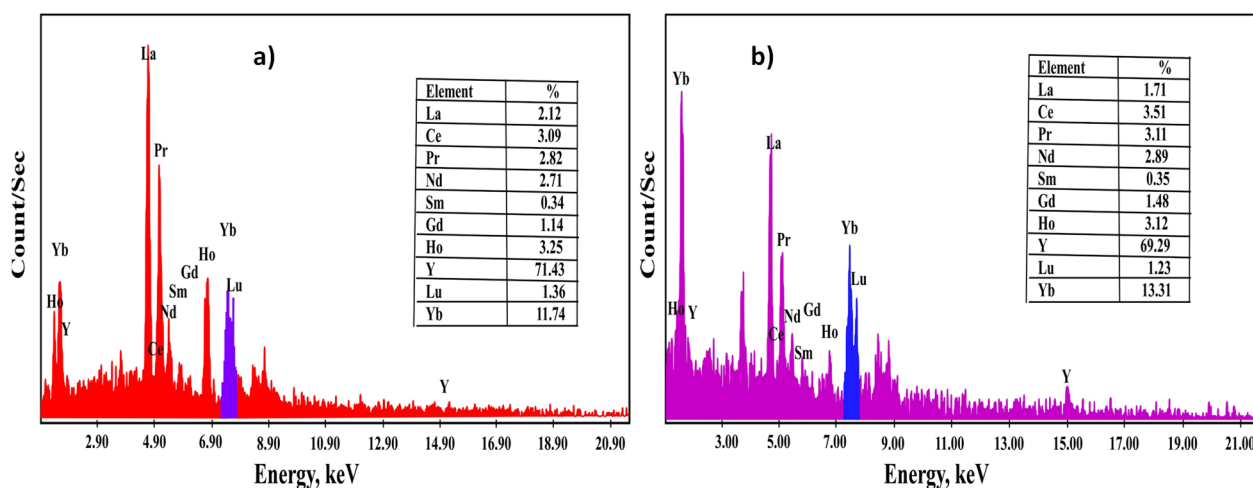 a)
Count/Sec
La
Pr
Yb
Ho
Y
Ce
Nd
Sm
Gd
Ho
Yb
Lu
Y
Element %
La 2.12
Ce 3.09
Pr 2.82
Nd 2.71
Sm 0.34
Gd 1.14
Ho 3.25
Y 71.43
Lu 1.36
Yb 11.74
2.90 4.90 6.90 8.90 10.90 12.90 14.90 16.90 18.90 20.90
Energy, keV
b)
Count/Sec
Yb
Ho
Y
La
Ce
Pr
Nd
Sm
Gd
Ho
Yb
Lu
Y
Element %
La 1.71
Ce 3.51
Pr 3.11
Nd 2.89
Sm 0.35
Gd 1.48
Ho 3.12
Y 69.29
Lu 1.23
Yb 13.31
3.00 5.00 7.00 9.00 11.00 13.00 15.00 17.00 19.00 21.00
Energy, keV